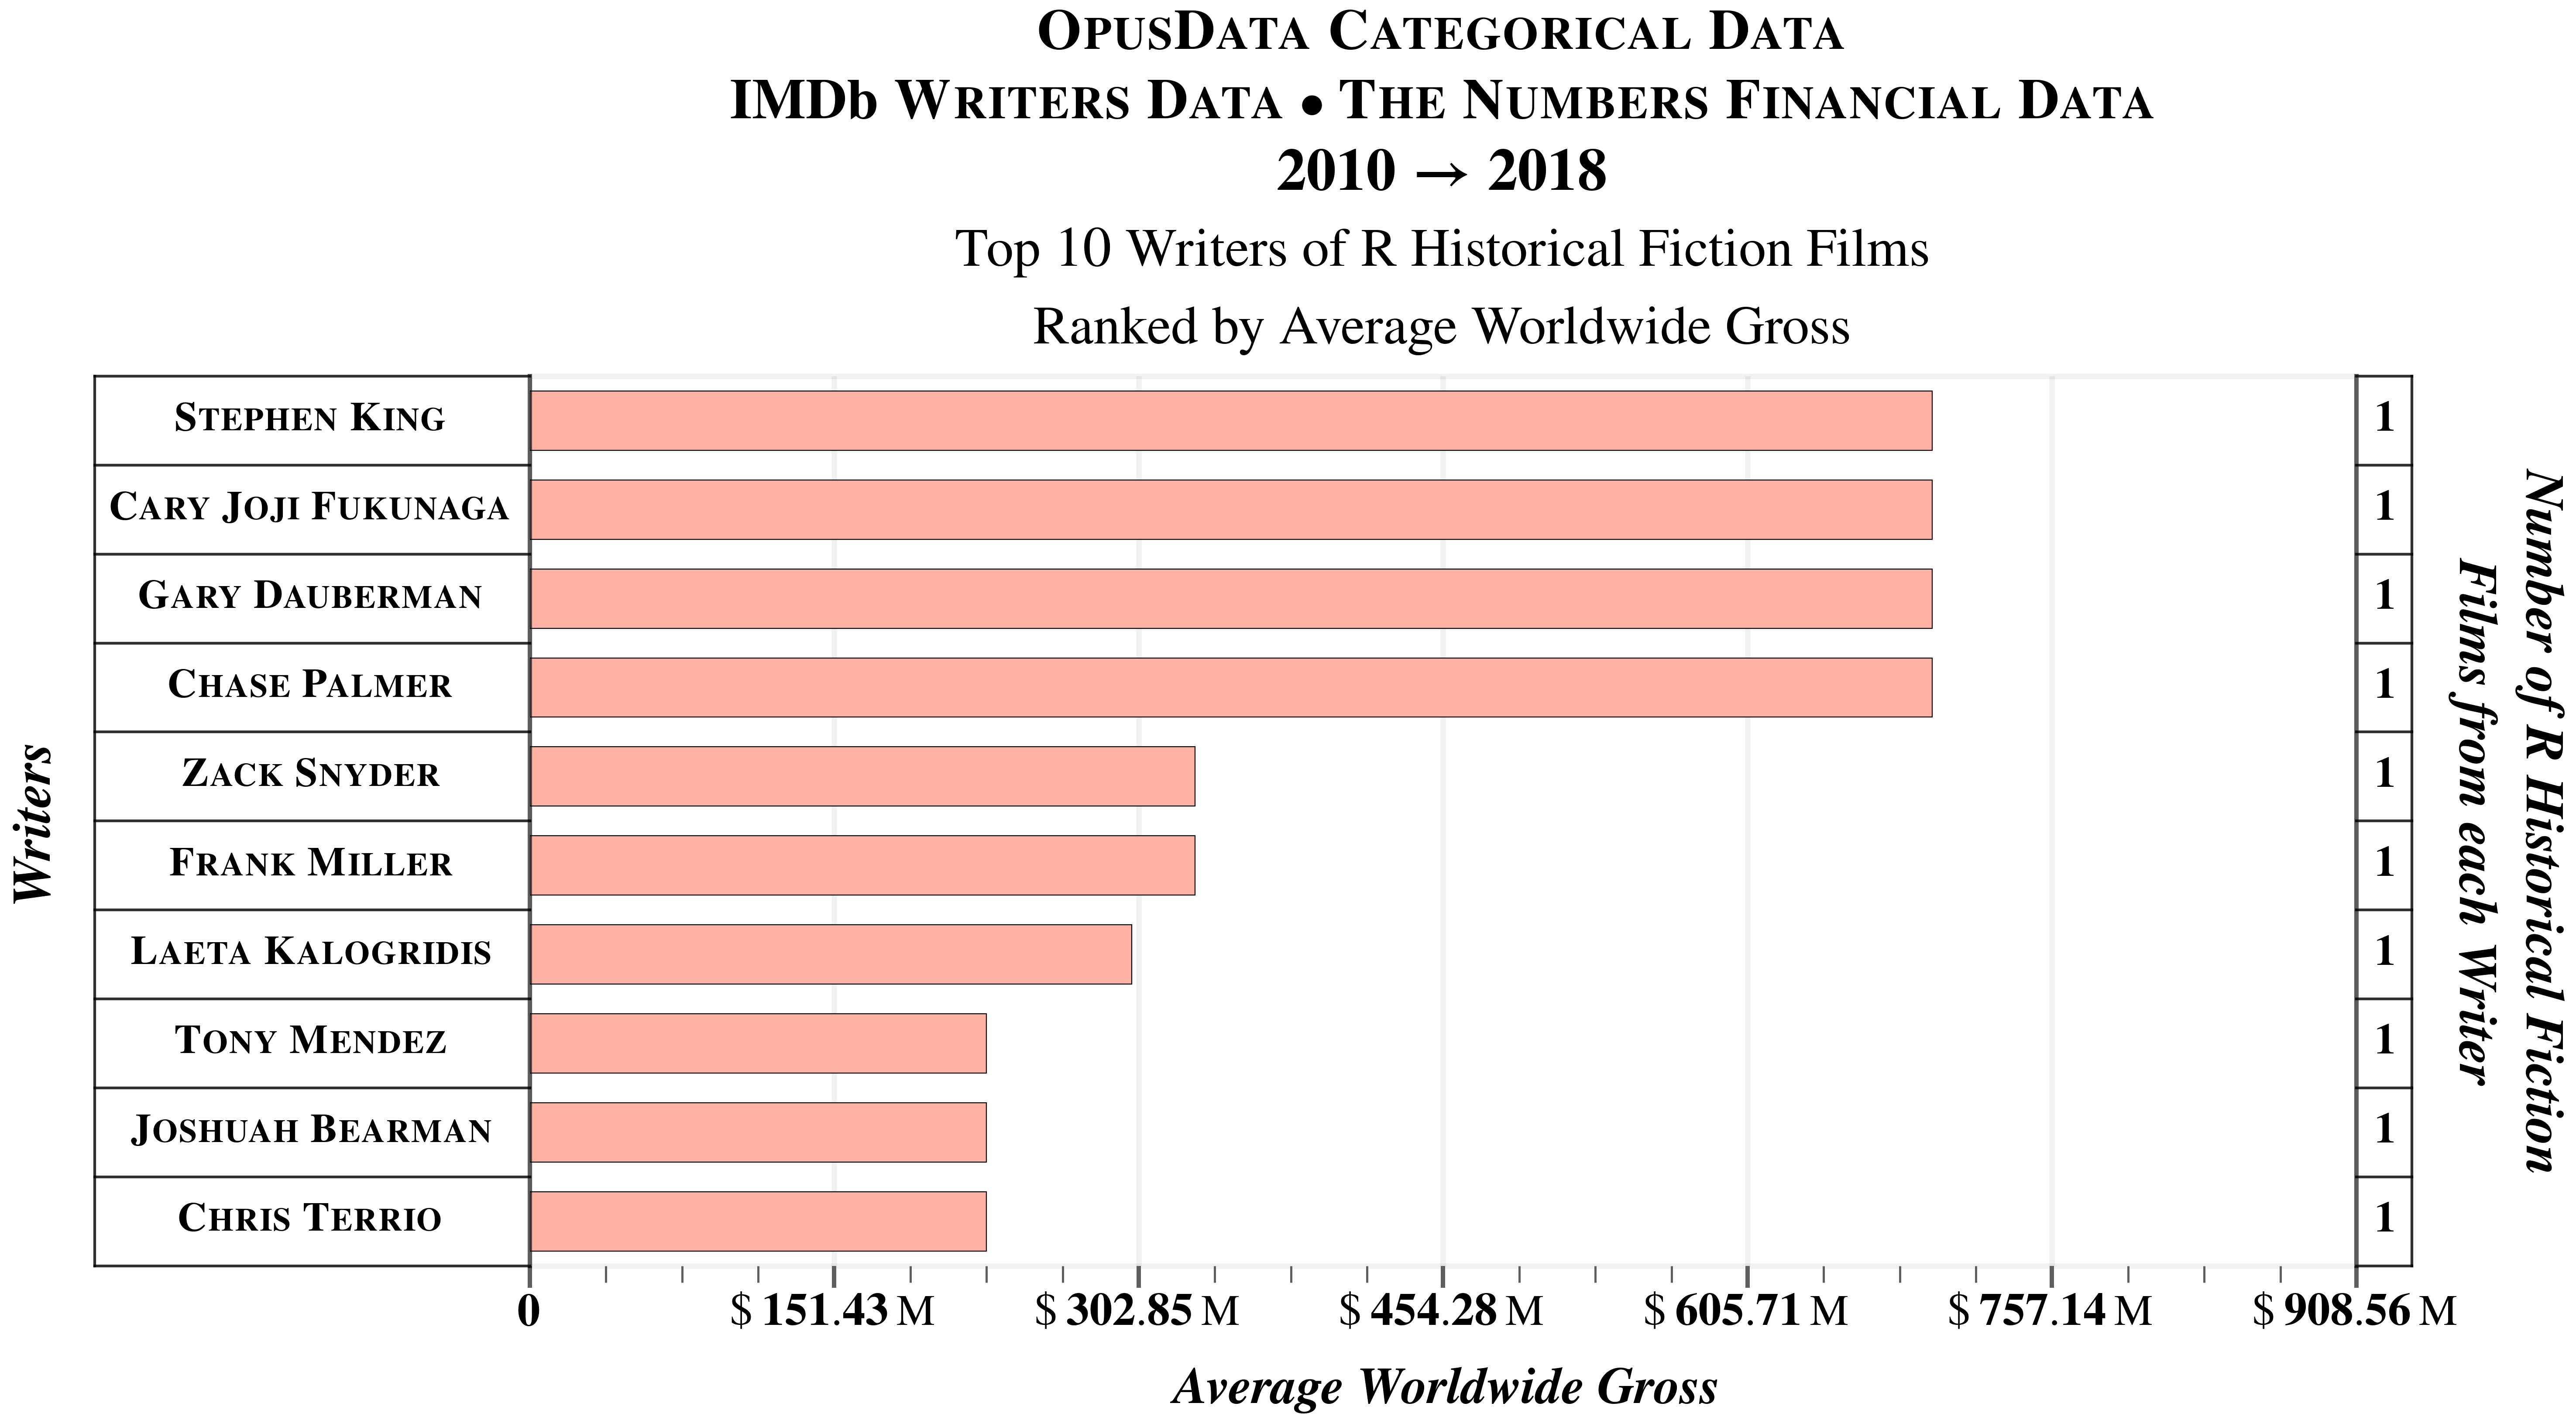 OpusData Categorical Data
IMDb Writers Data • The Numbers Financial Data
2010 → 2018
Top 10 Writers of R Historical Fiction Films
Ranked by Average Worldwide Gross
Writers
Stephen King 1
Cary Joji Fukunaga 1
Gary Dauberman 1
Chase Palmer 1
Zack Snyder 1
Frank Miller 1
Laeta Kalogridis 1
Tony Mendez 1
Joshuah Bearman 1
Chris Terrio 1
Number of R Historical Fiction
Films from each Writer
0 $ 151.43 M $ 302.85 M $ 454.28 M $ 605.71 M $ 757.14 M $ 908.56 M
Average Worldwide Gross